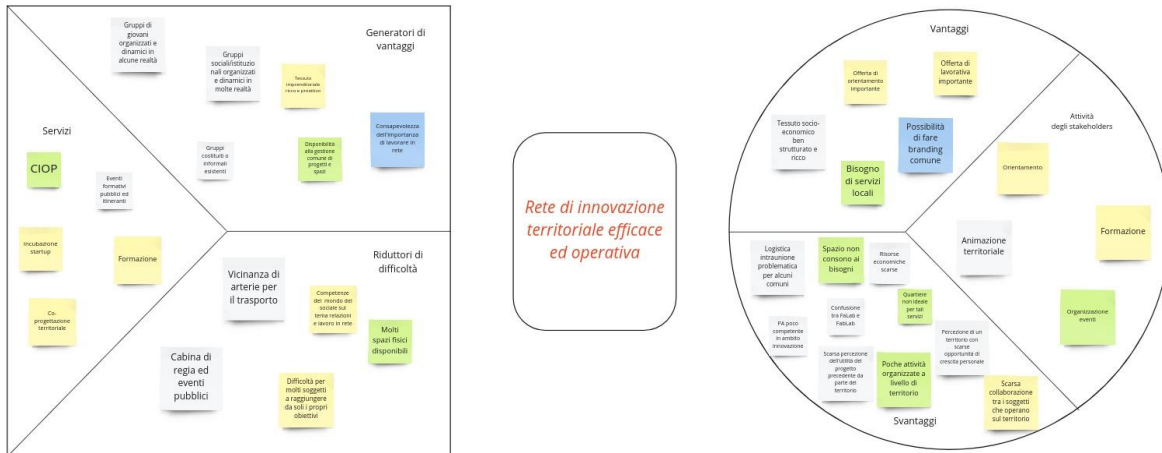 Generatori di
vantaggi
Gruppi di
giovani
organizzati e
dinamici in
alcune realtà
Gruppi
sociali/istituzio
nali organizzati
e dinamici in
molte realtà
Tessuto
imprenditoriale
ricco e proattivo
Consapevolezza
dell'importanza
di lavorare in
rete
Disponibilità
alla gestione
comune di
progetti e
spazi
Gruppi
costituiti o
informali
esistenti
Servizi
CIOP
Eventi
formativi
pubblici ed
itineranti
Incubazione
startup
Formazione
Co-
progettazione
territoriale
Riduttori di
difficoltà
Vicinanza di
arterie per
il trasporto
Competenze
del mondo del
sociale sul
tema relazioni
e lavoro in rete
Molti
spazi fisici
disponibili
Cabina di
regia ed
eventi
pubblici
Difficoltà per
molti soggetti
a raggiungere
da soli i propri
obiettivi
Rete di innovazione
territoriale efficace
ed operativa
Vantaggi
Offerta di
orientamento
importante
Offerta di
lavorativa
importante
Tessuto socio-
economico
ben
strutturato e
ricco
Possibilità
di fare
branding
comune
Bisogno
di servizi
locali
Attività
degli stakeholders
Orientamento
Formazione
Animazione
territoriale
Organizzazione
eventi
Logistica
intraunione
problematica
per alcuni
comuni
Spazio non
consono ai
bisogni
Risorse
economiche
scarse
Confusione
tra FaLab e
FabLab
Quartiere
non ideale
per tali
servizi
PA poco
competente
in ambito
innovazione
Scarsa percezione
dell'utilità del
progetto
precedente da
parte del
territorio
Poche attività
organizzate a
livello di
territorio
Percezione di un
territorio con
scarse
opportunità di
crescita personale
Scarsa
collaborazione
tra i soggetti
che operano
sul territorio
Svantaggi